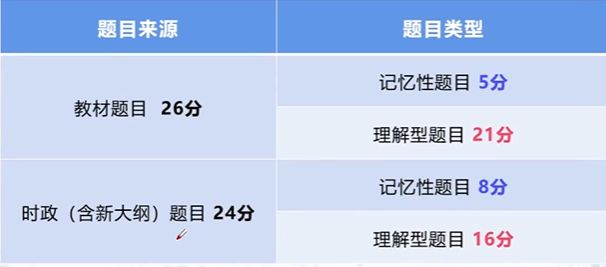 题目来源 题目类型
教材题目 26分
记忆性题目 5分
理解型题目 21分
时政（含新大纲）题目 24分
记忆性题目 8分
理解型题目 16分